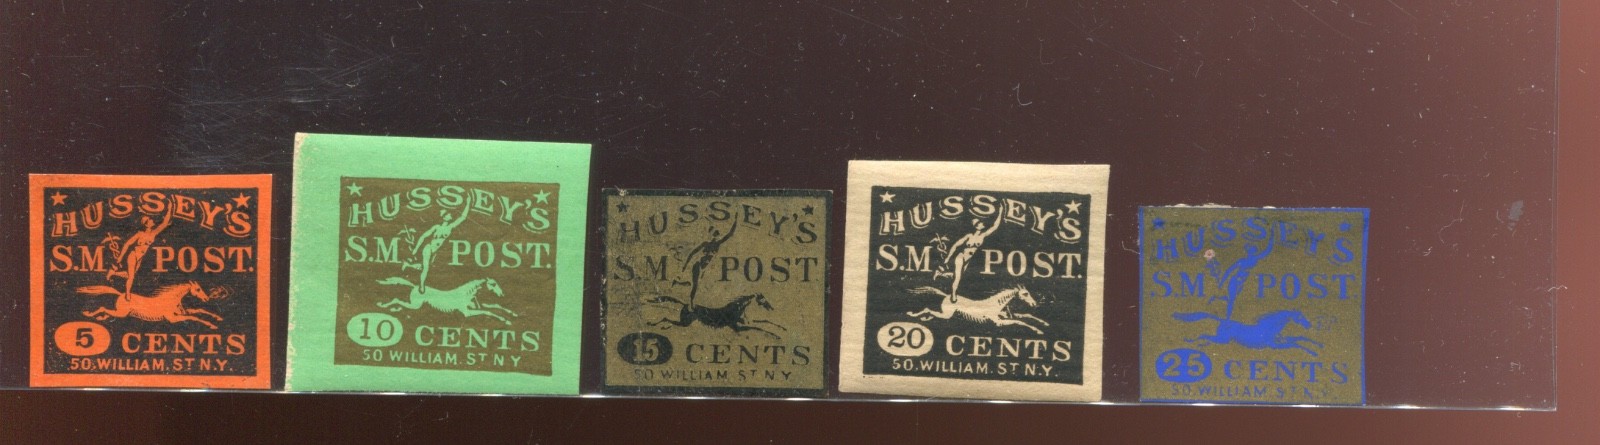 HUSSEY'S
S.M POST.
5 CENTS
50.WILLIAM.ST N.Y.
HUSSEY'S
S.M POST.
10 CENTS
50 WILLIAM.ST N Y
HUSSEY'S
S.M POST
15 CENTS
50 WILLIAM.ST N.Y.
HUSSEY'S
S.M POST.
20 CENTS
50.WILLIAM.ST N.Y.
HUSSEY'S
S.M POST
25 CENTS
50.WILLIAM.ST N.Y